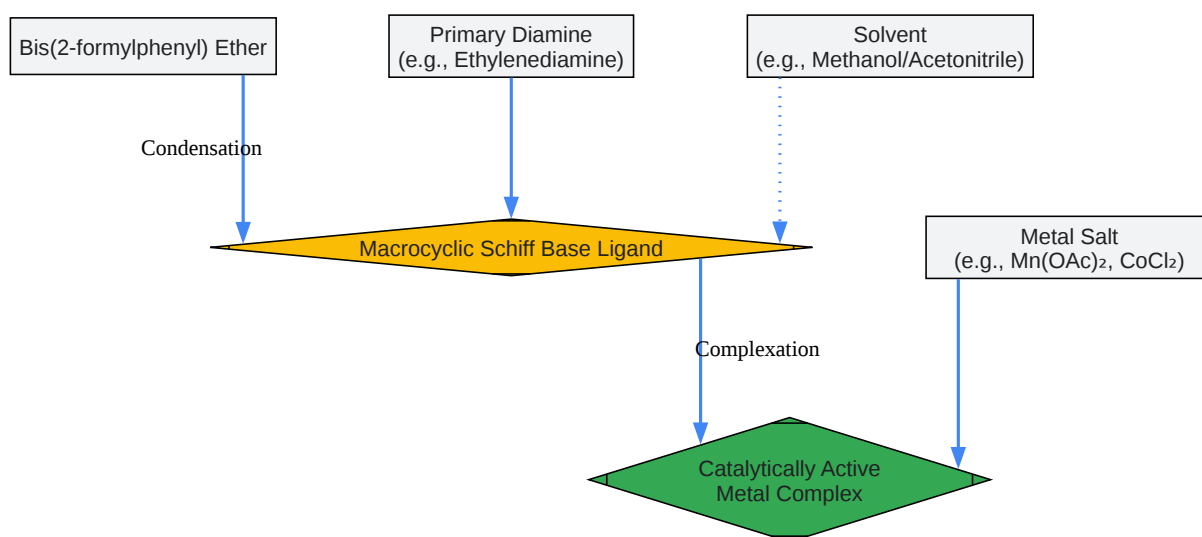 Bis(2-formylphenyl) Ether
Primary Diamine
(e.g., Ethylenediamine)
Solvent
(e.g., Methanol/Acetonitrile)
Condensation
Macrocyclic Schiff Base Ligand
Metal Salt
(e.g., Mn(OAc)₂, CoCl₂)
Complexation
Catalytically Active
Metal Complex